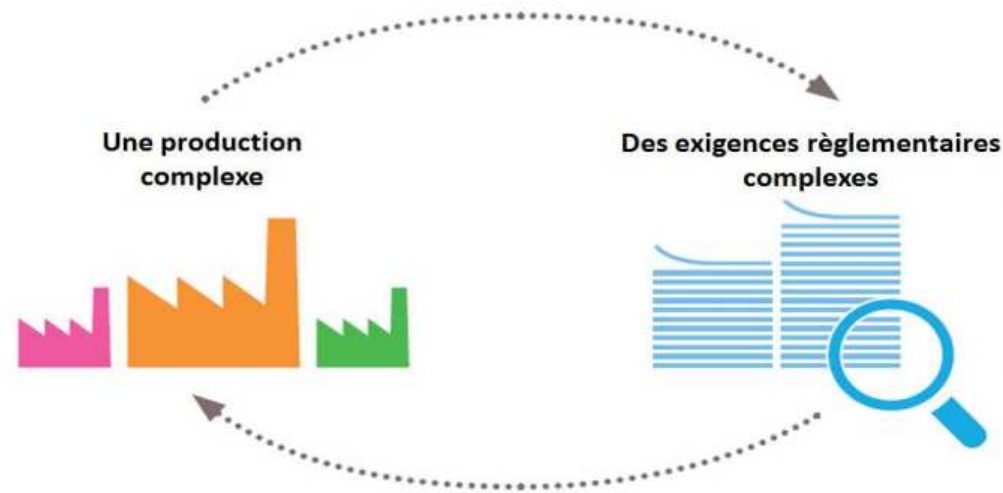 Une production
complexe
Des exigences règlementaires
complexes